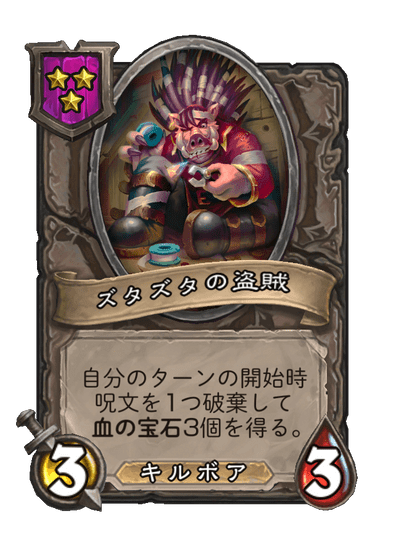 ズタズタの盗賊
自分のターンの開始時
呪文を1つ破棄して
血の宝石3個を得る。
3
キルボア
3